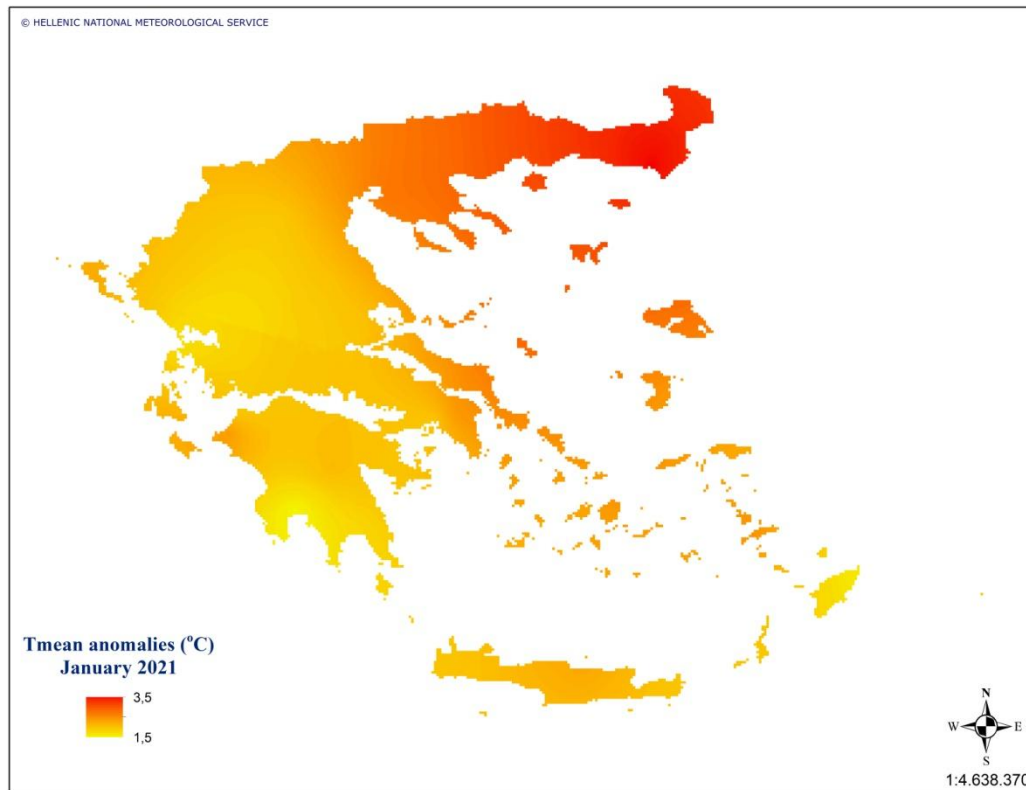 © HELLENIC NATIONAL METEOROLOGICAL SERVICE
Tmean anomalies (°C)
January 2021
3,5
1,5
N
W
E
S
1:4.638.370